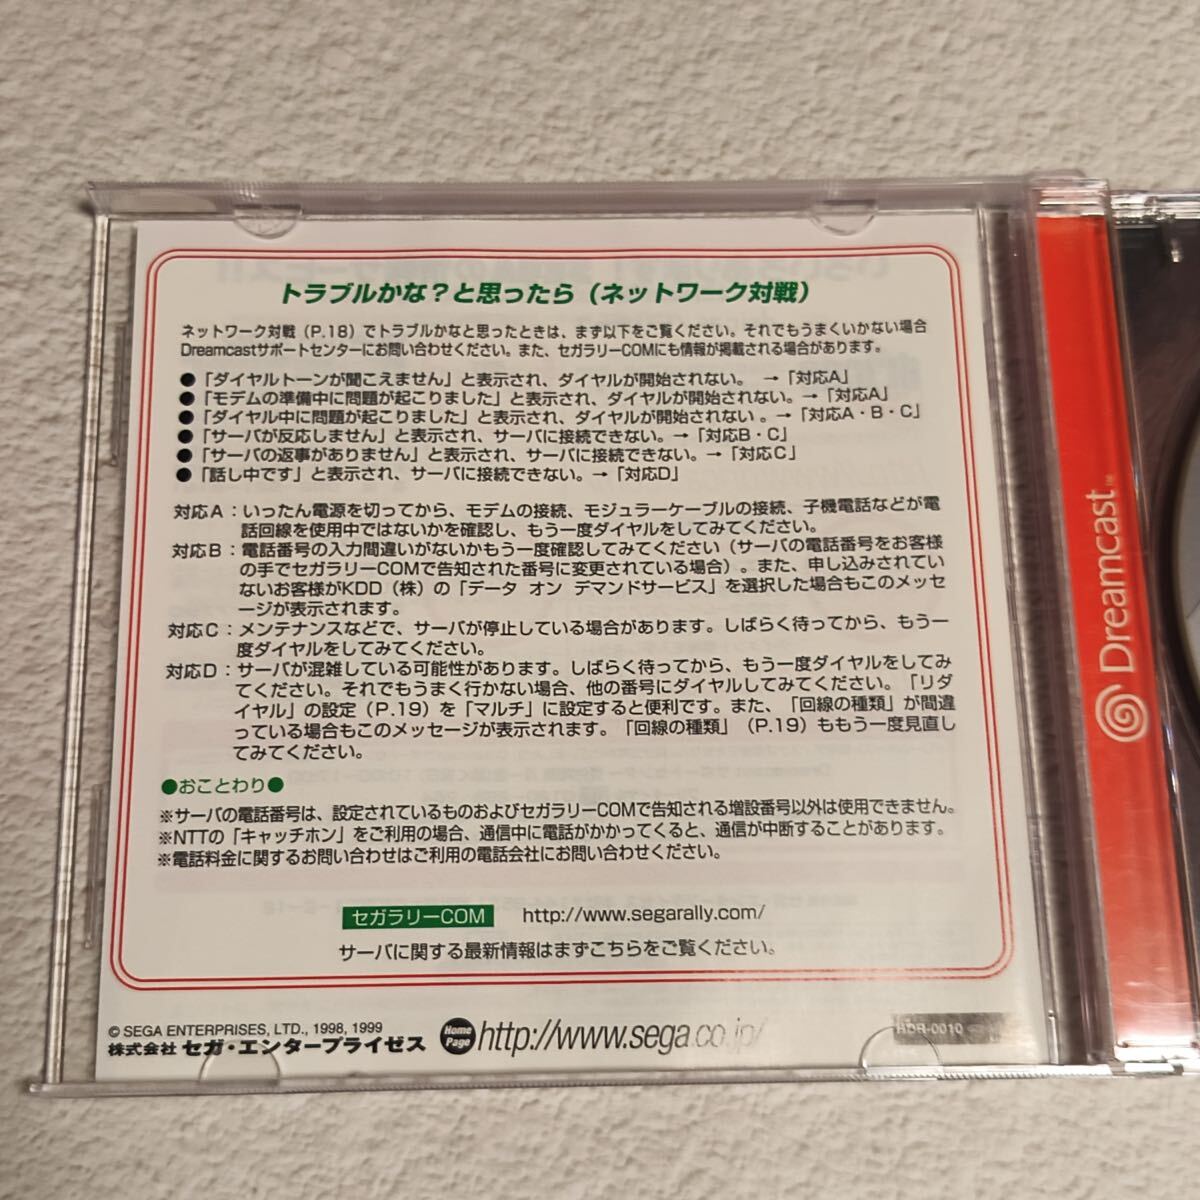 トラブルかな？と思ったら（ネットワーク対戦）
ネットワーク対戦（P.18）でトラブルかなと思ったときは、まず以下をご覧ください。それでもうまくいかない場合
Dreamcastサポートセンターにお問い合わせください。また、セガラリーCOMにも情報が掲載される場合があります。
●「ダイヤルトーンが聞こえません」と表示され、ダイヤルが開始されない。 →「対応A」
●「モデムの準備中に問題が起こりました」と表示され、ダイヤルが開始されない。→「対応A」
●「ダイヤル中に問題が起こりました」と表示され、ダイヤルが開始されない 。→「対応A・B・C」
●「サーバが反応しません」と表示され、サーバに接続できない。→「対応B・C」
●「サーバの返事がありません」と表示され、サーバに接続できない。→「対応C」
●「話し中です」と表示され、サーバに接続できない。→「対応D」
対応A：いったん電源を切ってから、モデムの接続、モジュラーケーブルの接続、子機電話などが電
話回線を使用中ではないかを確認し、もう一度ダイヤルをしてみてください。
対応B：電話番号の入力間違いがないかもう一度確認してみてください（サーバの電話番号をお客様
の手でセガラリーCOMで告知された番号に変更されている場合）。また、申し込みされてい
ないお客様がKDD（株）の「データ オン デマンドサービス」を選択した場合もこのメッセ
ージが表示されます。
対応C：メンテナンスなどで、サーバが停止している場合があります。しばらく待ってから、もう一
度ダイヤルをしてみてください。
対応D：サーバが混雑している可能性があります。しばらく待ってから、もう一度ダイヤルをしてみ
てください。それでもうまく行かない場合、他の番号にダイヤルしてみてください。「リダ
イヤル」の設定（P.19）を「マルチ」に設定すると便利です。また、「回線の種類」が間違
っている場合もこのメッセージが表示されます。「回線の種類」（P.19）ももう一度見直し
てみてください。
●おことわり●
※サーバの電話番号は、設定されているものおよびセガラリーCOMで告知される増設番号以外は使用できません。
※NTTの「キャッチホン」をご利用の場合、通信中に電話がかかってくると、通信が中断することがあります。
※電話料金に関するお問い合わせはご利用の電話会社にお問い合わせください。
セガラリーCOM http://www.segarally.com/
サーバに関する最新情報はまずこちらをご覧ください。
© SEGA ENTERPRISES, LTD., 1998, 1999
株式会社 セガ・エンタープライゼス
Home Page http://www.sega.co.jp/
HDR-0010
Dreamcast™